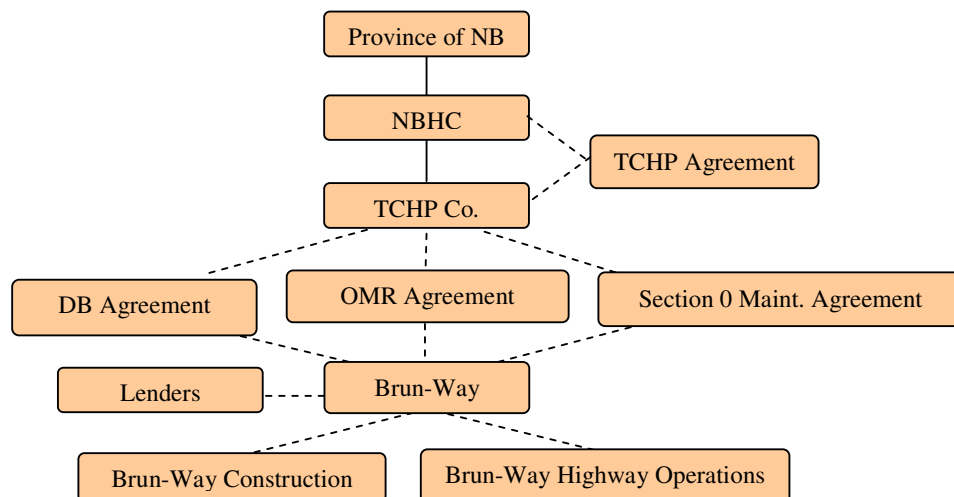 Province of NB
NBHC
TCHP Agreement
TCHP Co.
DB Agreement
OMR Agreement
Section 0 Maint. Agreement
Brun-Way
Lenders
Brun-Way Construction
Brun-Way Highway Operations